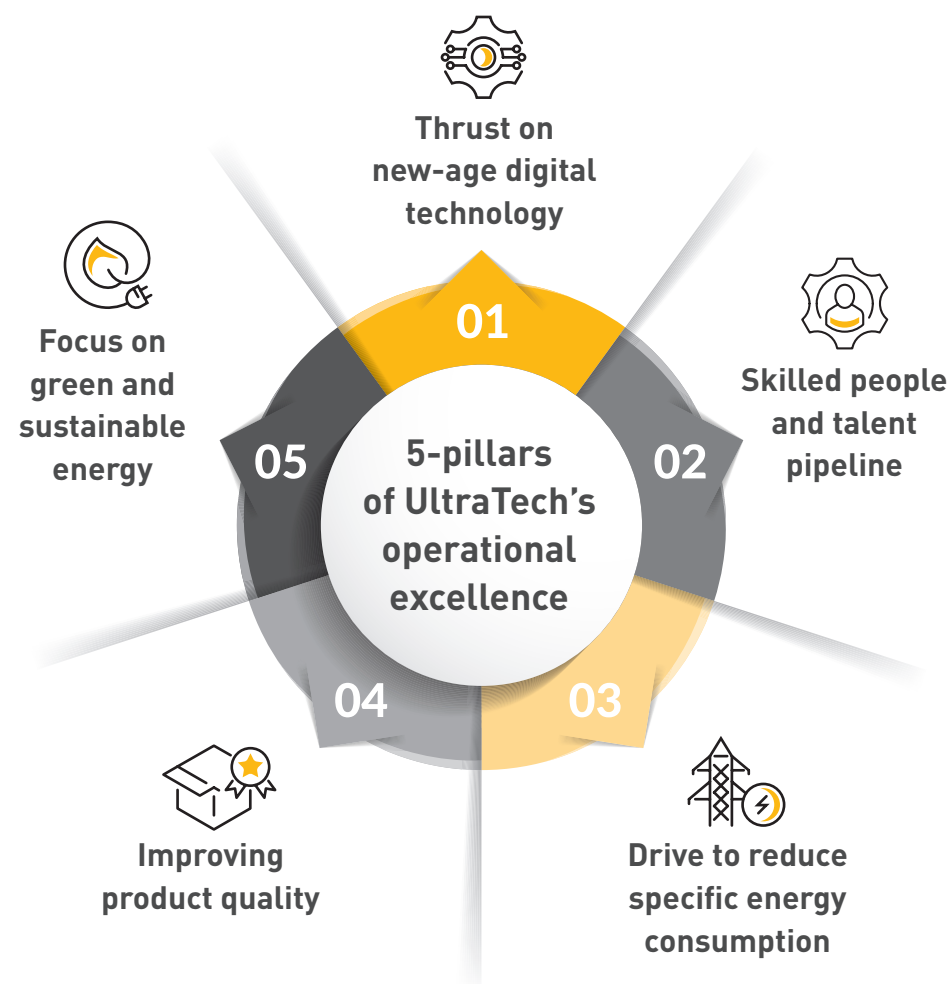 Thrust on
new-age digital
technology
01
Skilled people
and talent
pipeline
02
Drive to reduce
specific energy
consumption
03
Improving
product quality
04
Focus on
green and
sustainable
energy
05
5-pillars
of UltraTech’s
operational
excellence